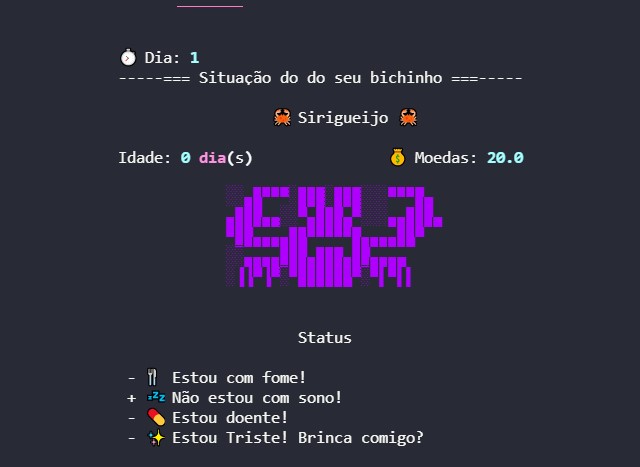 ⏱ Dia: 1
-----=== Situação do do seu bichinho ===-----
🦀 Sirigueijo 🦀
Idade: 0 dia(s) 💰 Moedas: 20.0
Status
- 🍴 Estou com fome!
+ 💤 Não estou com sono!
- 💊 Estou doente!
- ✨ Estou Triste! Brinca comigo?